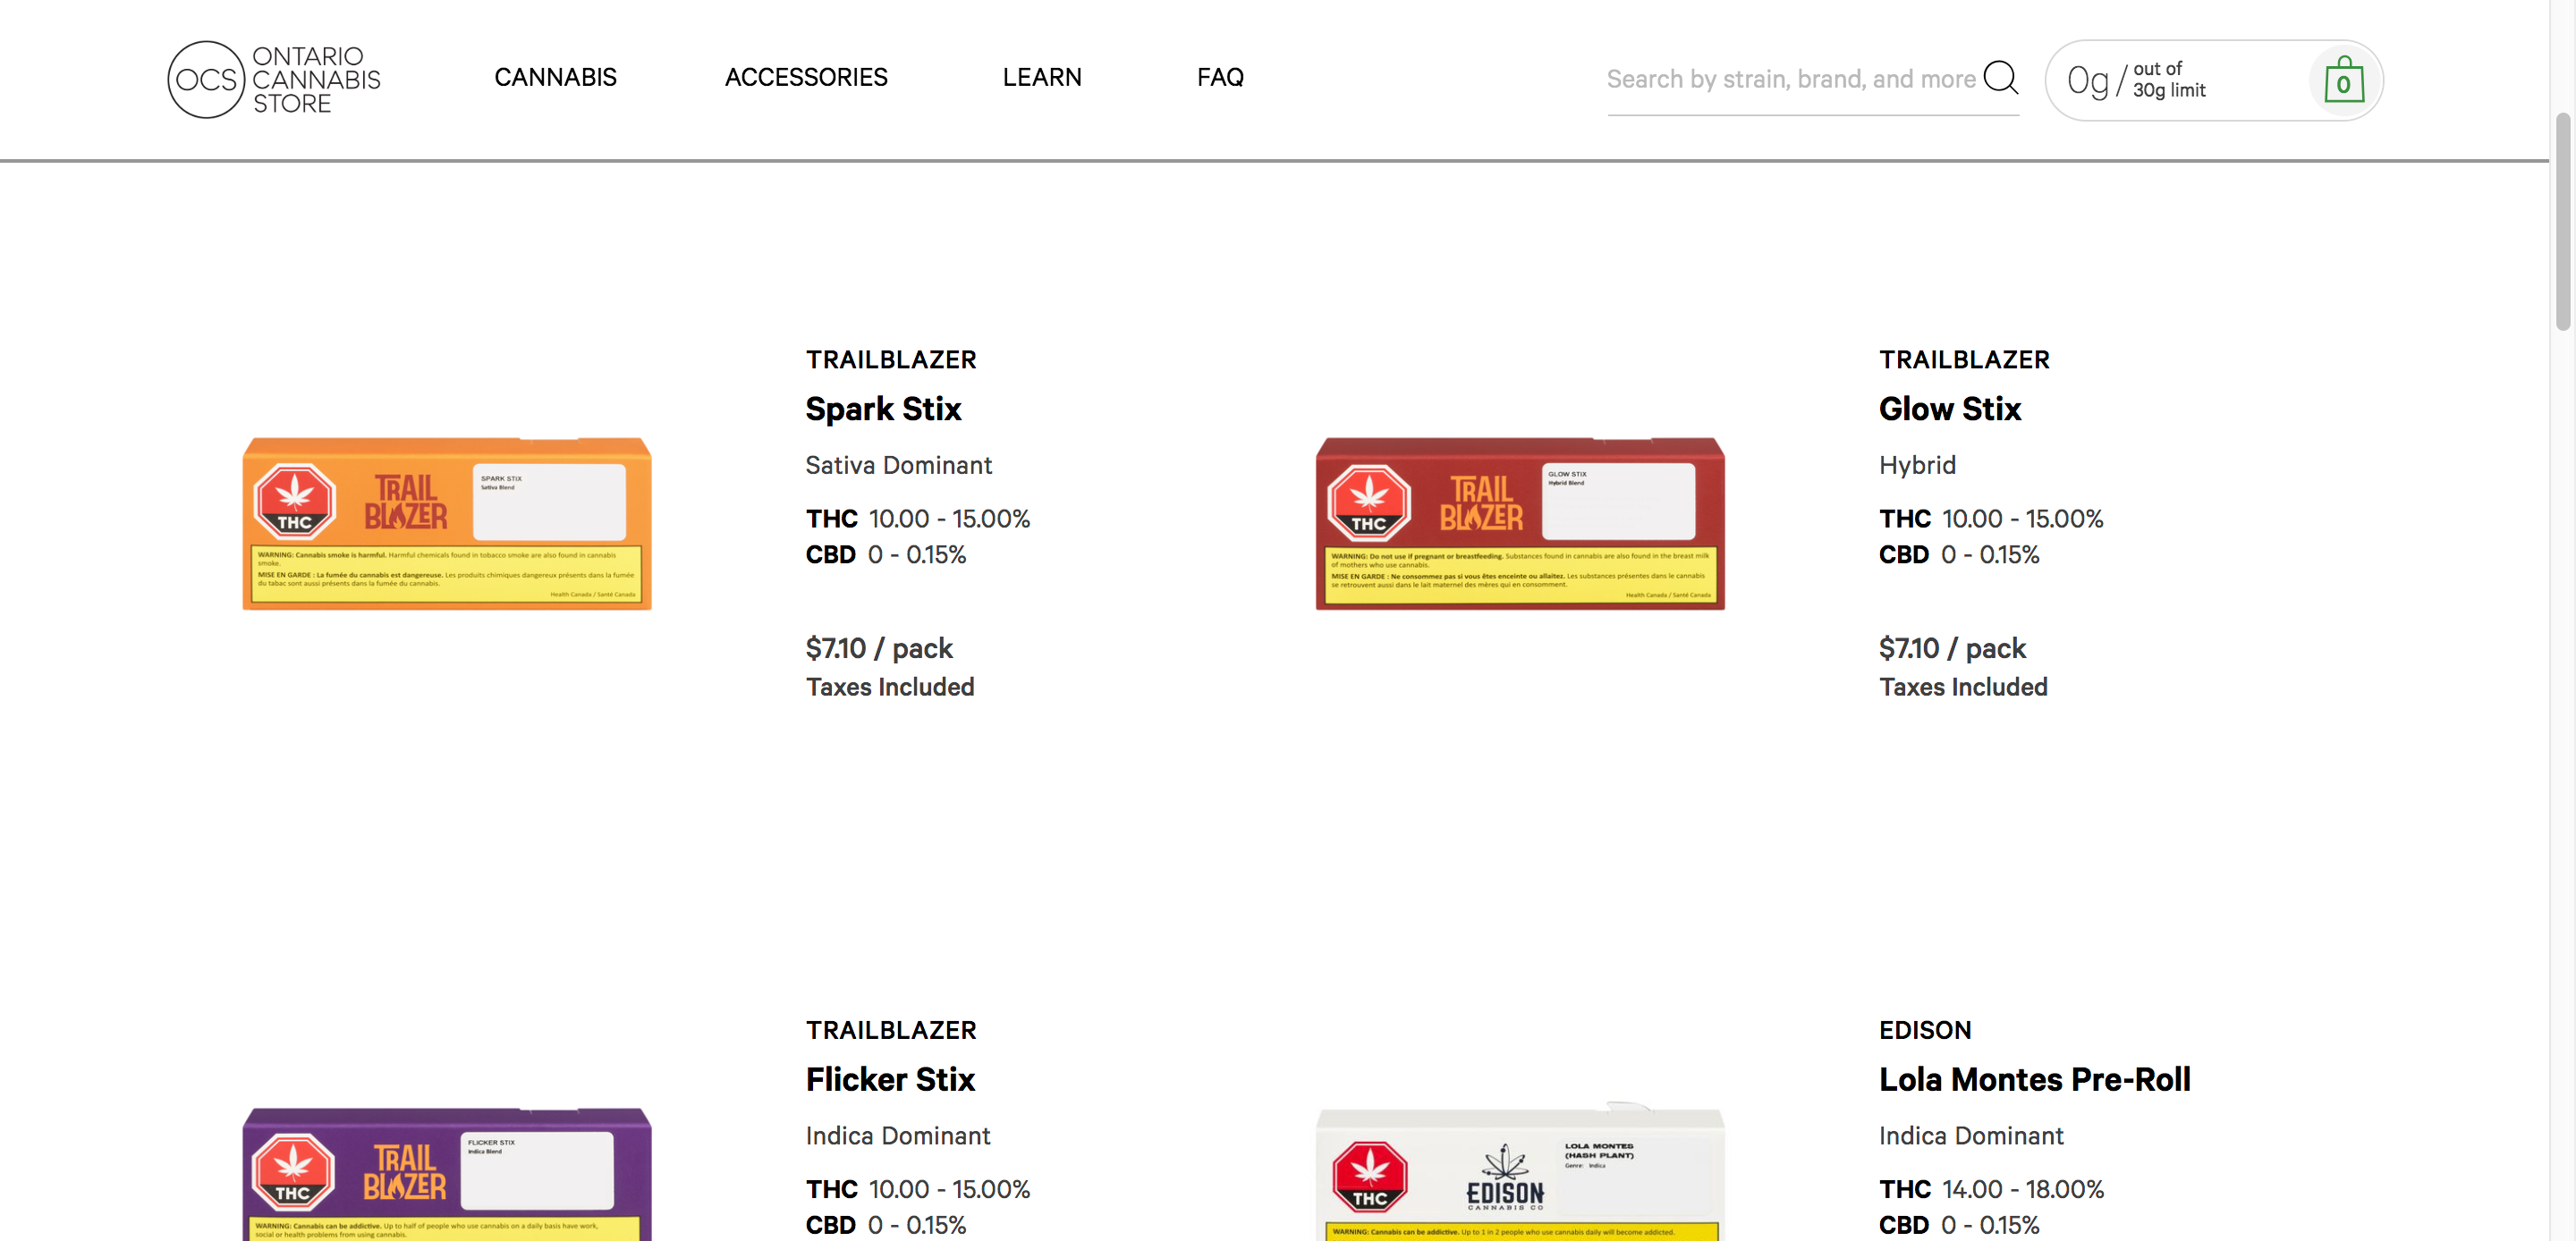 OCS
ONTARIO
CANNABIS
STORE
CANNABIS
ACCESSORIES
LEARN
FAQ
Search by strain, brand, and more
0g / out of
30g limit
0
THC
TRAIL
BLAZER
SPARK STIX
Sativa Blend
WARNING: Cannabis smoke is harmful. Harmful chemicals found in tobacco smoke are also found in cannabis
smoke.
MISE EN GARDE : La fumée du cannabis est dangereuse. Les produits chimiques dangereux présents dans la fumée
du tabac sont aussi présents dans la fumée du cannabis.
Health Canada / Santé Canada
TRAILBLAZER
Spark Stix
Sativa Dominant
THC 10.00 - 15.00%
CBD 0 - 0.15%
$7.10 / pack
Taxes Included
THC
TRAIL
BLAZER
GLOW STIX
Hybrid Blend
WARNING: Do not use if pregnant or breastfeeding. Substances found in cannabis are also found in the breast milk
of mothers who use cannabis.
MISE EN GARDE : Ne consommez pas si vous êtes enceinte ou allaitez. Les substances présentes dans le cannabis
se retrouvent aussi dans le lait maternel des mères qui en consomment.
Health Canada / Santé Canada
TRAILBLAZER
Glow Stix
Hybrid
THC 10.00 - 15.00%
CBD 0 - 0.15%
$7.10 / pack
Taxes Included
THC
TRAIL
BLAZER
FLICKER STIX
Indica Blend
WARNING: Cannabis can be addictive. Up to half of people who use cannabis on a daily basis have work,
social or health problems from using cannabis.
TRAILBLAZER
Flicker Stix
Indica Dominant
THC 10.00 - 15.00%
CBD 0 - 0.15%
THC
EDISON
CANNABIS CO
LOLA MONTES
(HASH PLANT)
Genre: Indica
WARNING: Cannabis can be addictive. Up to 1 in 2 people who use cannabis daily will become addicted.
EDISON
Lola Montes Pre-Roll
Indica Dominant
THC 14.00 - 18.00%
CBD 0 - 0.15%